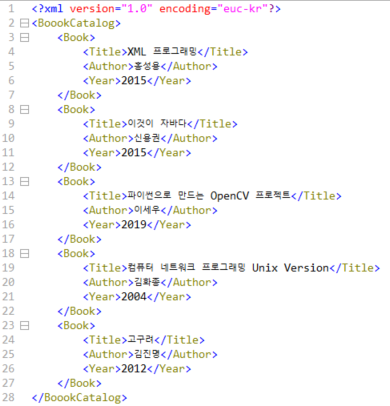 1 <?xml version="1.0" encoding="euc-kr"?>
2 <BoookCatalog>
3 <Book>
4 <Title>XML 프로그래밍</Title>
5 <Author>홍성용</Author>
6 <Year>2015</Year>
7 </Book>
8 <Book>
9 <Title>이것이 자바다</Title>
10 <Author>신용권</Author>
11 <Year>2015</Year>
12 </Book>
13 <Book>
14 <Title>파이썬으로 만드는 OpenCV 프로젝트</Title>
15 <Author>이세우</Author>
16 <Year>2019</Year>
17 </Book>
18 <Book>
19 <Title>컴퓨터 네트워크 프로그래밍 Unix Version</Title>
20 <Author>김화종</Author>
21 <Year>2004</Year>
22 </Book>
23 <Book>
24 <Title>고구려</Title>
25 <Author>김진명</Author>
26 <Year>2012</Year>
27 </Book>
28 </BoookCatalog>